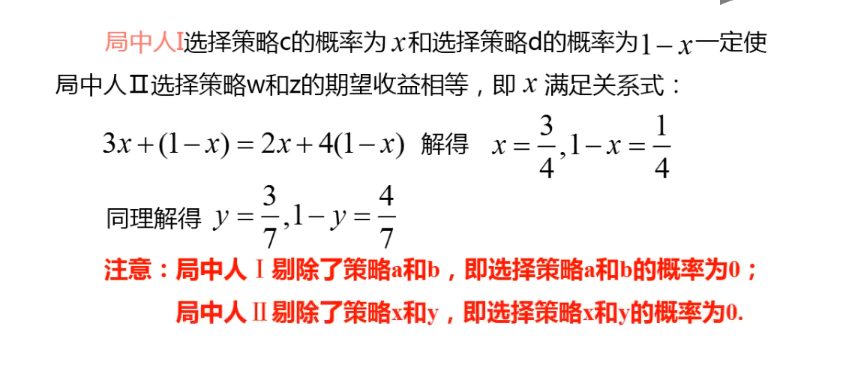 局中人I选择策略c的概率为 x 和选择策略d的概率为1－x一定使
局中人Ⅱ选择策略w和z的期望收益相等，即 x 满足关系式：
3x+(1−x)=2x+4(1−x) 解得 x=3/4,1−x=1/4
同理解得 y=3/7,1−y=4/7
注意：局中人Ⅰ剔除了策略a和b，即选择策略a和b的概率为0；
局中人Ⅱ剔除了策略x和y，即选择策略x和y的概率为0.